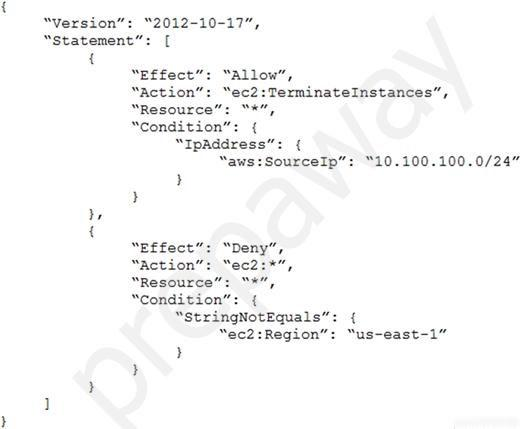 {
“Version”: “2012-10-17”,
“Statement”: [
{
“Effect”: “Allow”,
“Action”: “ec2:TerminateInstances”,
“Resource”: “*”,
“Condition”: {
“IpAddress”: {
“aws:SourceIp”: “10.100.100.0/24”
}
}
},
{
“Effect”: “Deny”,
“Action”: “ec2:*”,
“Resource”: “*”,
“Condition”: {
“StringNotEquals”: {
“ec2:Region”: “us-east-1”
}
}
}
]
}
prepaway